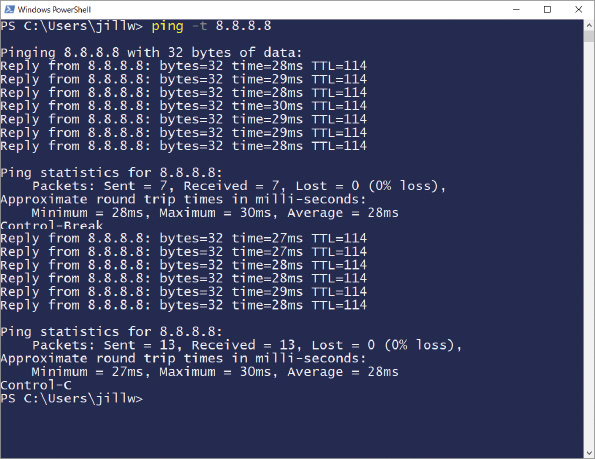 Windows PowerShell
PS C:\Users\jillw> ping -t 8.8.8.8
Pinging 8.8.8.8 with 32 bytes of data:
Reply from 8.8.8.8: bytes=32 time=28ms TTL=114
Reply from 8.8.8.8: bytes=32 time=29ms TTL=114
Reply from 8.8.8.8: bytes=32 time=28ms TTL=114
Reply from 8.8.8.8: bytes=32 time=30ms TTL=114
Reply from 8.8.8.8: bytes=32 time=29ms TTL=114
Reply from 8.8.8.8: bytes=32 time=29ms TTL=114
Reply from 8.8.8.8: bytes=32 time=28ms TTL=114
Ping statistics for 8.8.8.8:
    Packets: Sent = 7, Received = 7, Lost = 0 (0% loss),
Approximate round trip times in milli-seconds:
    Minimum = 28ms, Maximum = 30ms, Average = 28ms
Control-Break
Reply from 8.8.8.8: bytes=32 time=27ms TTL=114
Reply from 8.8.8.8: bytes=32 time=27ms TTL=114
Reply from 8.8.8.8: bytes=32 time=28ms TTL=114
Reply from 8.8.8.8: bytes=32 time=28ms TTL=114
Reply from 8.8.8.8: bytes=32 time=29ms TTL=114
Reply from 8.8.8.8: bytes=32 time=28ms TTL=114
Ping statistics for 8.8.8.8:
    Packets: Sent = 13, Received = 13, Lost = 0 (0% loss),
Approximate round trip times in milli-seconds:
    Minimum = 27ms, Maximum = 30ms, Average = 28ms
Control-C
PS C:\Users\jillw>